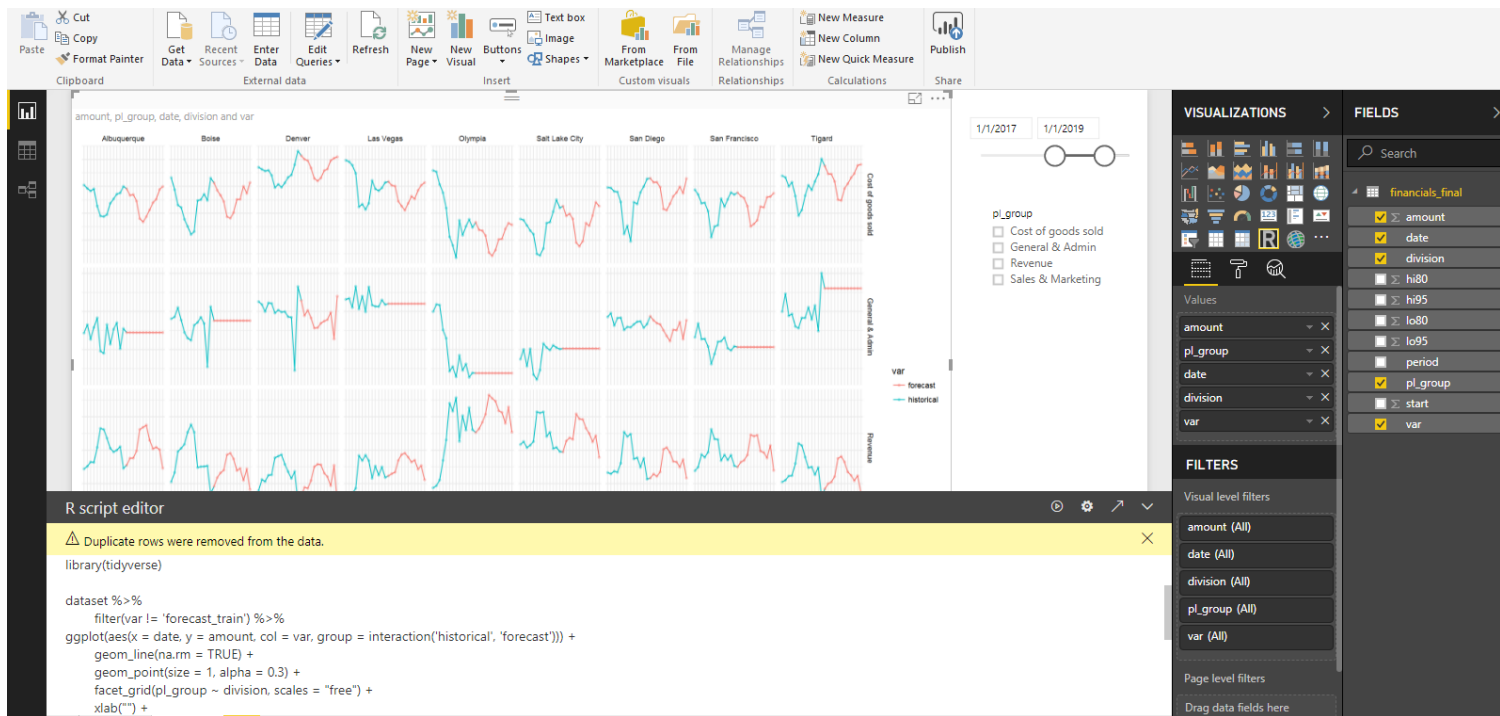 Paste
Cut
Copy
Format Painter
Clipboard
Get Data
Recent Sources
Enter Data
Edit Queries
External data
Refresh
New Page
New Visual
Buttons
Text box
Image
Shapes
Insert
From Marketplace
From File
Custom visuals
Manage Relationships
Relationships
New Measure
New Column
New Quick Measure
Calculations
Publish
Share
amount, pl_group, date, division and var
Albuquerque Boise Denver Las Vegas Olympia Salt Lake City San Diego San Francisco Tigard
Cost of goods sold
General & Admin
Revenue
var
forecast
historical
1/1/2017 1/1/2019
pl_group
Cost of goods sold
General & Admin
Revenue
Sales & Marketing
R script editor
Duplicate rows were removed from the data.
library(tidyverse)
dataset %>%
filter(var != 'forecast_train') %>%
ggplot(aes(x = date, y = amount, col = var, group = interaction('historical', 'forecast'))) +
geom_line(na.rm = TRUE) +
geom_point(size = 1, alpha = 0.3) +
facet_grid(pl_group ~ division, scales = "free") +
xlab("") +
VISUALIZATIONS
123
R
Values
amount
pl_group
date
division
var
FILTERS
Visual level filters
amount (All)
date (All)
division (All)
pl_group (All)
var (All)
Page level filters
Drag data fields here
FIELDS
Search
financials_final
Σ amount
date
division
Σ hi80
Σ hi95
Σ lo80
Σ lo95
period
pl_group
Σ start
var